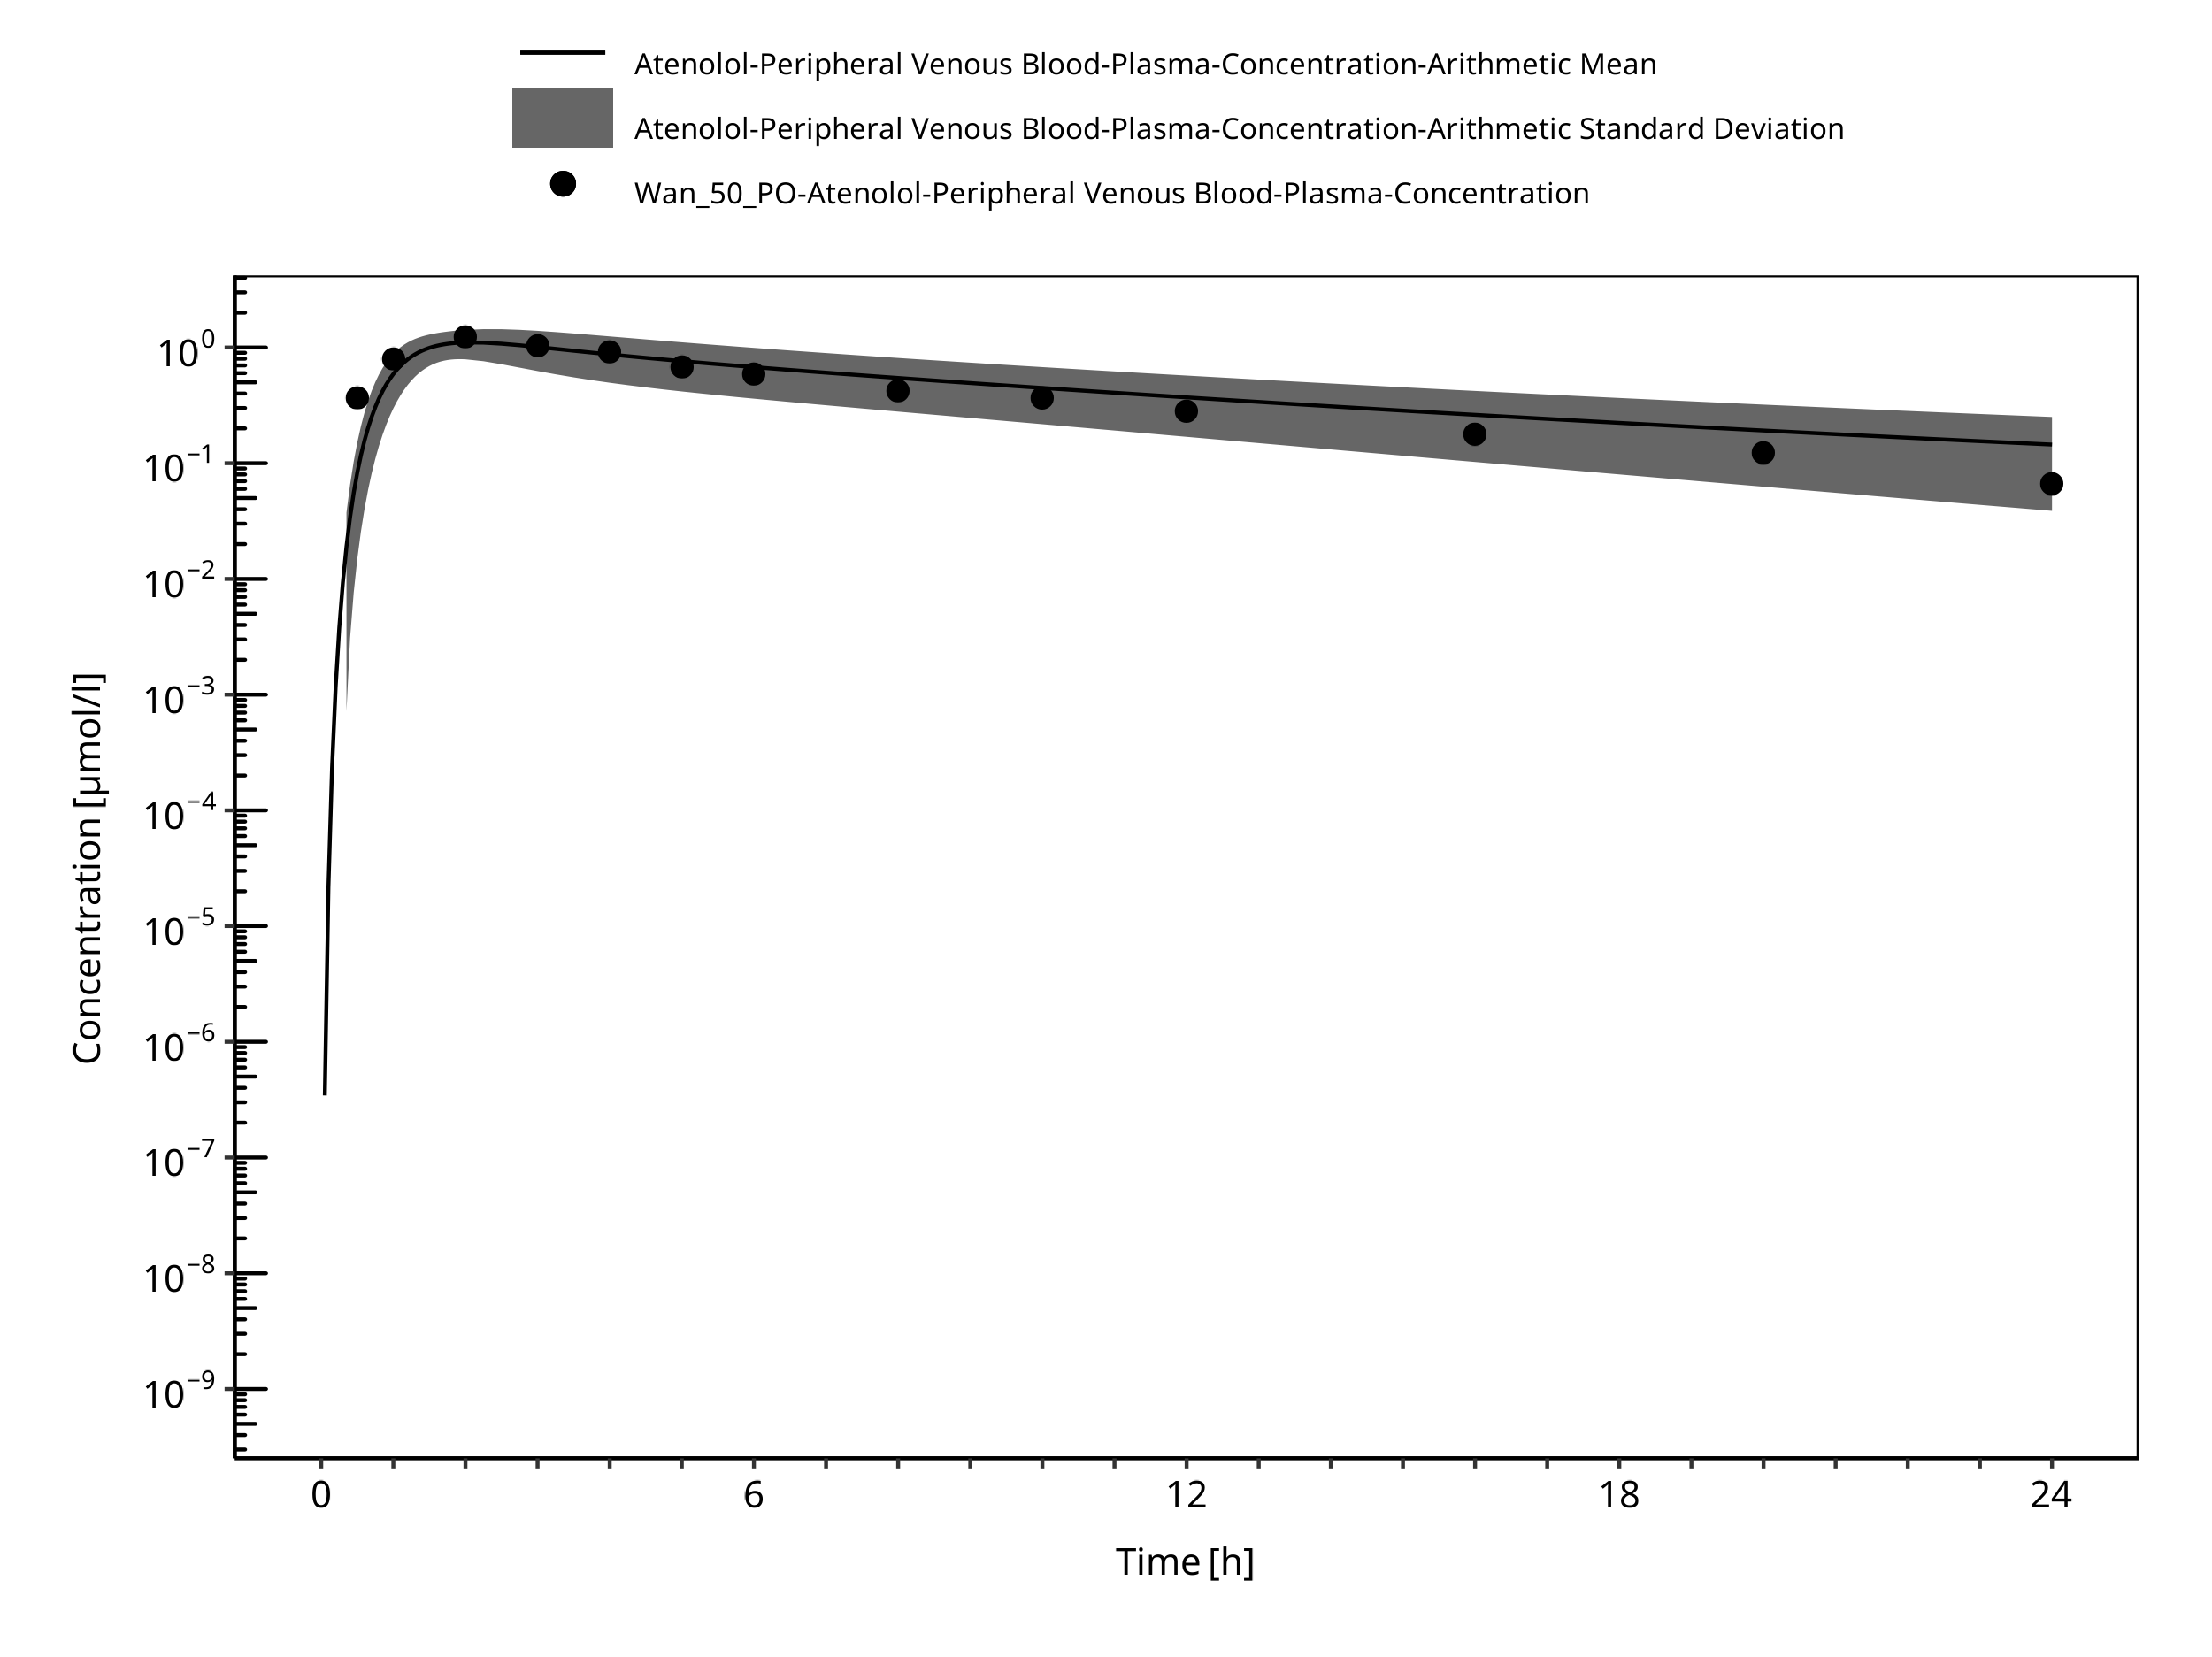 Atenolol-Peripheral Venous Blood-Plasma-Concentration-Arithmetic Mean
Atenolol-Peripheral Venous Blood-Plasma-Concentration-Arithmetic Standard Deviation
Wan_50_PO-Atenolol-Peripheral Venous Blood-Plasma-Concentration
Concentration [µmol/l]
10⁰
10⁻¹
10⁻²
10⁻³
10⁻⁴
10⁻⁵
10⁻⁶
10⁻⁷
10⁻⁸
10⁻⁹
0 6 12 18 24
Time [h]